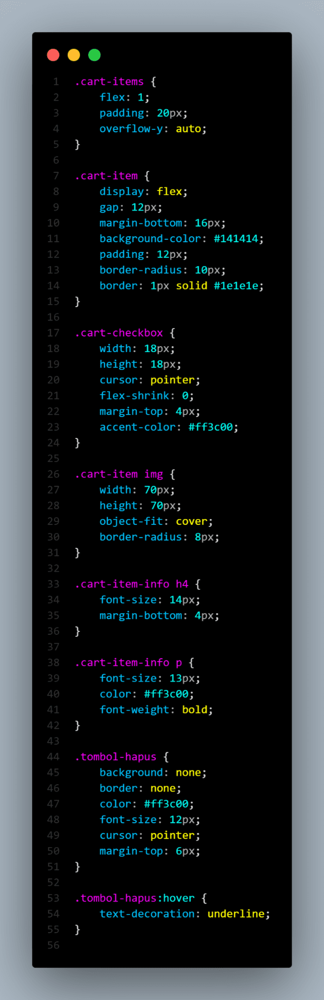 1 .cart-items {
2     flex: 1;
3     padding: 20px;
4     overflow-y: auto;
5 }
6
7 .cart-item {
8     display: flex;
9     gap: 12px;
10     margin-bottom: 16px;
11     background-color: #141414;
12     padding: 12px;
13     border-radius: 10px;
14     border: 1px solid #1e1e1e;
15 }
16
17 .cart-checkbox {
18     width: 18px;
19     height: 18px;
20     cursor: pointer;
21     flex-shrink: 0;
22     margin-top: 4px;
23     accent-color: #ff3c00;
24 }
25
26 .cart-item img {
27     width: 70px;
28     height: 70px;
29     object-fit: cover;
30     border-radius: 8px;
31 }
32
33 .cart-item-info h4 {
34     font-size: 14px;
35     margin-bottom: 4px;
36 }
37
38 .cart-item-info p {
39     font-size: 13px;
40     color: #ff3c00;
41     font-weight: bold;
42 }
43
44 .tombol-hapus {
45     background: none;
46     border: none;
47     color: #ff3c00;
48     font-size: 12px;
49     cursor: pointer;
50     margin-top: 6px;
51 }
52
53 .tombol-hapus:hover {
54     text-decoration: underline;
55 }
56